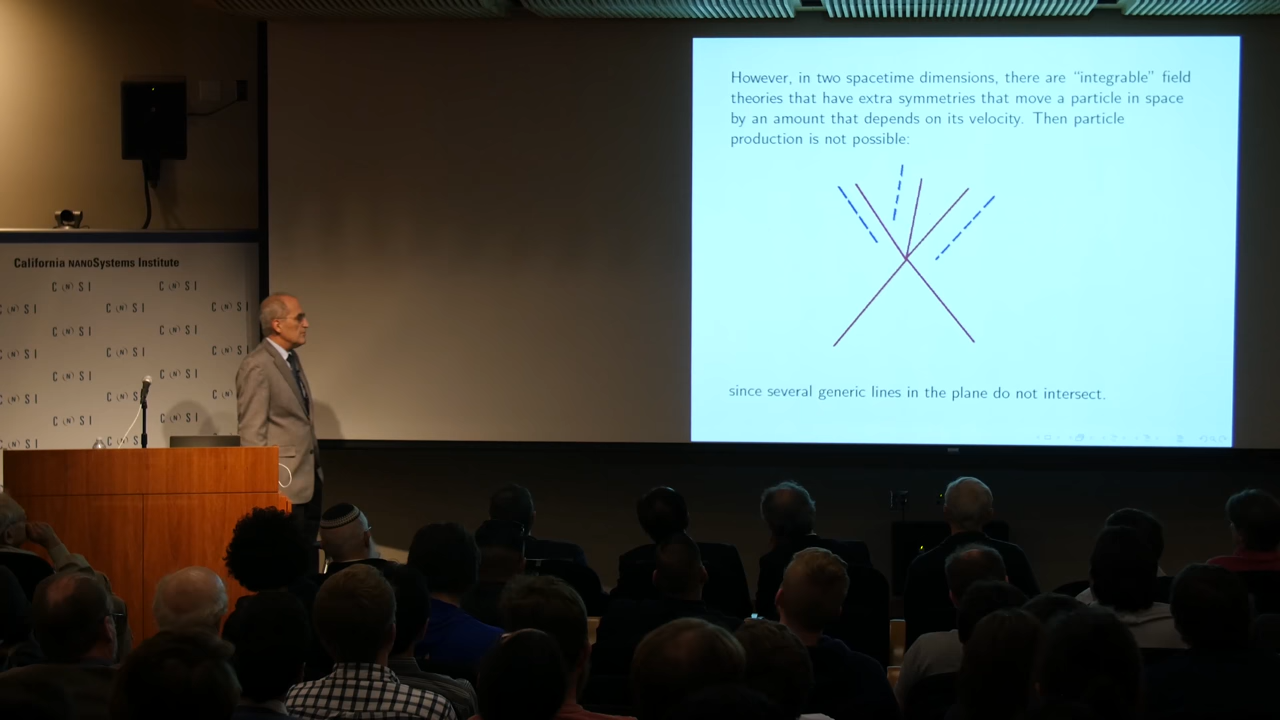 However, in two spacetime dimensions, there are “integrable” field
theories that have extra symmetries that move a particle in space
by an amount that depends on its velocity. Then particle
production is not possible:
since several generic lines in the plane do not intersect.
California NANOSystems Institute
C (N) S I C (N) S I
C (N) S I C (N) S I C (N) S I
C (N) S I C (N) S I
C (N) S I C (N) S I C (N) S I
C (N) S I C (N) S I
C (N) S I C (N) S I
C (N) S I
C (N) S I